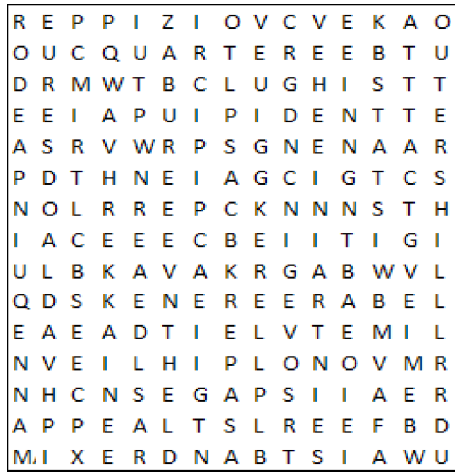 R E P P I Z I O V C V E K A O
O U C Q U A R T E R E E B T U
D R M W T B C L U G H I S T T
E E I A P U I P I D E N T T E
A S R V W R P S G N E N A A R
P D T H N E I A G C I G T C S
N O L R R E P C K N N N S T H
I A C E E E C B E I I T I G I
U L B K A V A K R G A B W V L
Q D S K E N E R E E R A B E L
E A E A D T I E L V T E M I L
N V E I L H I P L O N O V M R
N H C N S E G A P S I I A E R
A P P E A L T S L R E E F B D
M I X E R D N A B T S I A W U